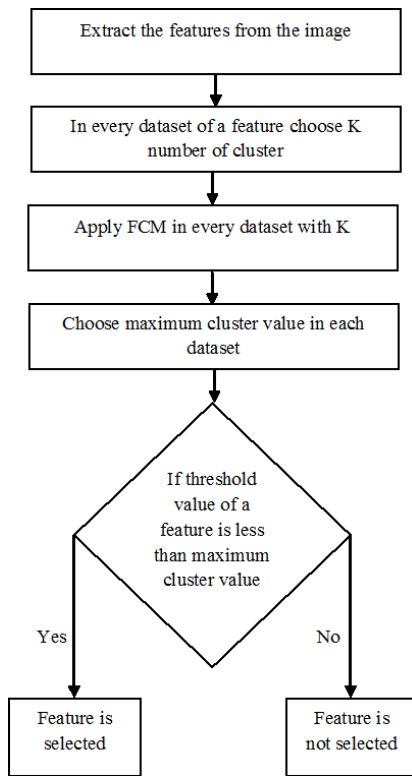 Extract the features from the image
In every dataset of a feature choose K
number of cluster
Apply FCM in every dataset with K
Choose maximum cluster value in each
dataset
If threshold
value of a
feature is less
than maximum
cluster value
Yes
No
Feature is
selected
Feature is
not selected